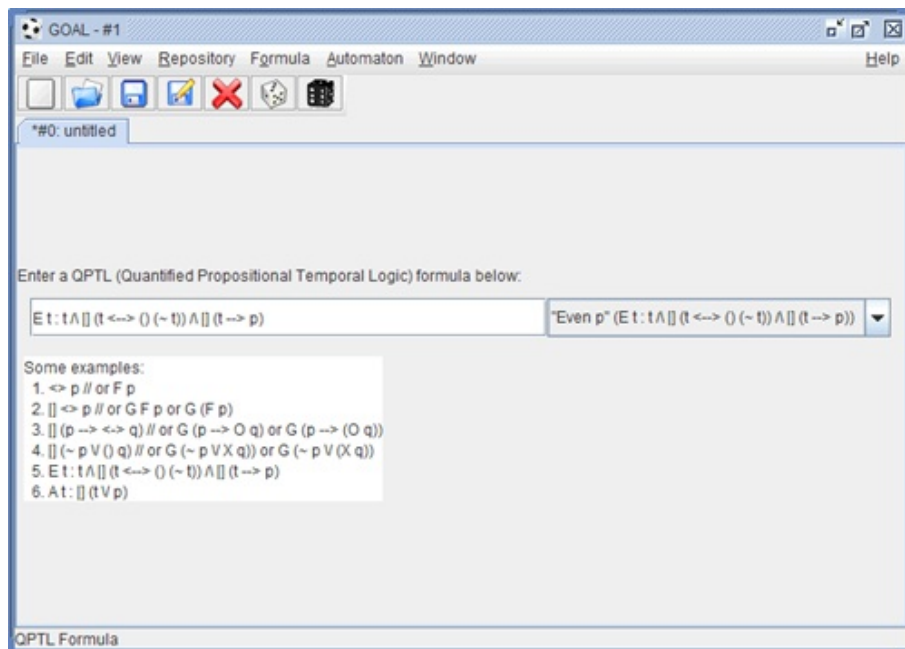 GOAL - #1
File Edit View Repository Formula Automaton Window Help
*#0: untitled
Enter a QPTL (Quantified Propositional Temporal Logic) formula below:
E t : t /\ [] (t <--> () (~ t)) /\ [] (t --> p) "Even p" (E t : t /\ [] (t <--> () (~ t)) /\ [] (t --> p))
Some examples:
1. <> p // or F p
2. [] <> p // or G F p or G (F p)
3. [] (p --> <-> q) // or G (p --> O q) or G (p --> (O q))
4. [] (~ p \/ () q) // or G (~ p \/ X q)) or G (~ p \/ (X q))
5. E t : t /\ [] (t <--> () (~ t)) /\ [] (t --> p)
6. A t : [] (t \/ p)
QPTL Formula